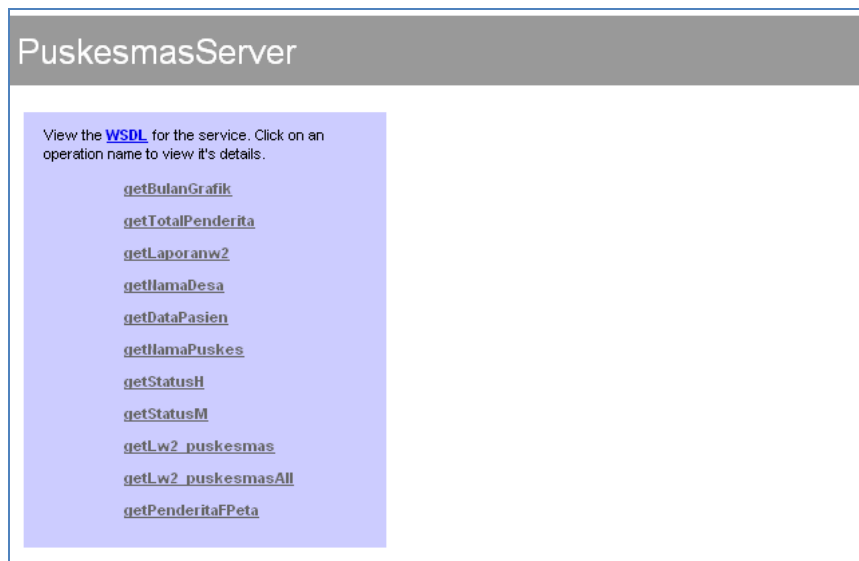 PuskesmasServer
View the WSDL for the service. Click on an
operation name to view it's details.
getBulanGrafik
getTotalPenderita
getLaporanw2
getNamaDesa
getDataPasien
getNamaPuskes
getStatusH
getStatusM
getLw2_puskesmas
getLw2_puskesmasAll
getPenderitaFPeta